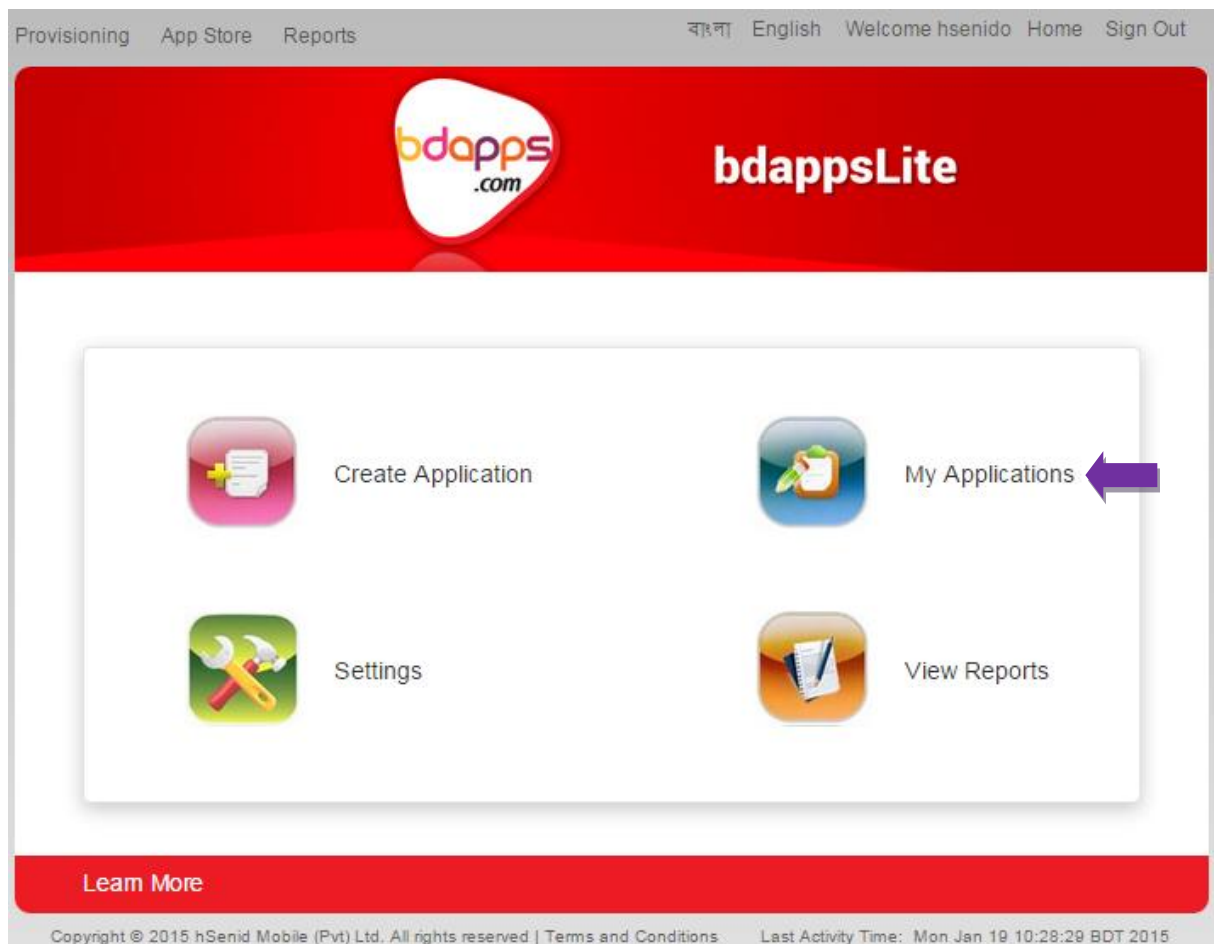 Provisioning App Store Reports বাংলা English Welcome hsenido Home Sign Out
bdapps
.com
bdappsLite
Create Application
My Applications
Settings
View Reports
Learn More
Copyright © 2015 hSenid Mobile (Pvt) Ltd. All rights reserved | Terms and Conditions Last Activity Time: Mon Jan 19 10:28:29 BDT 2015